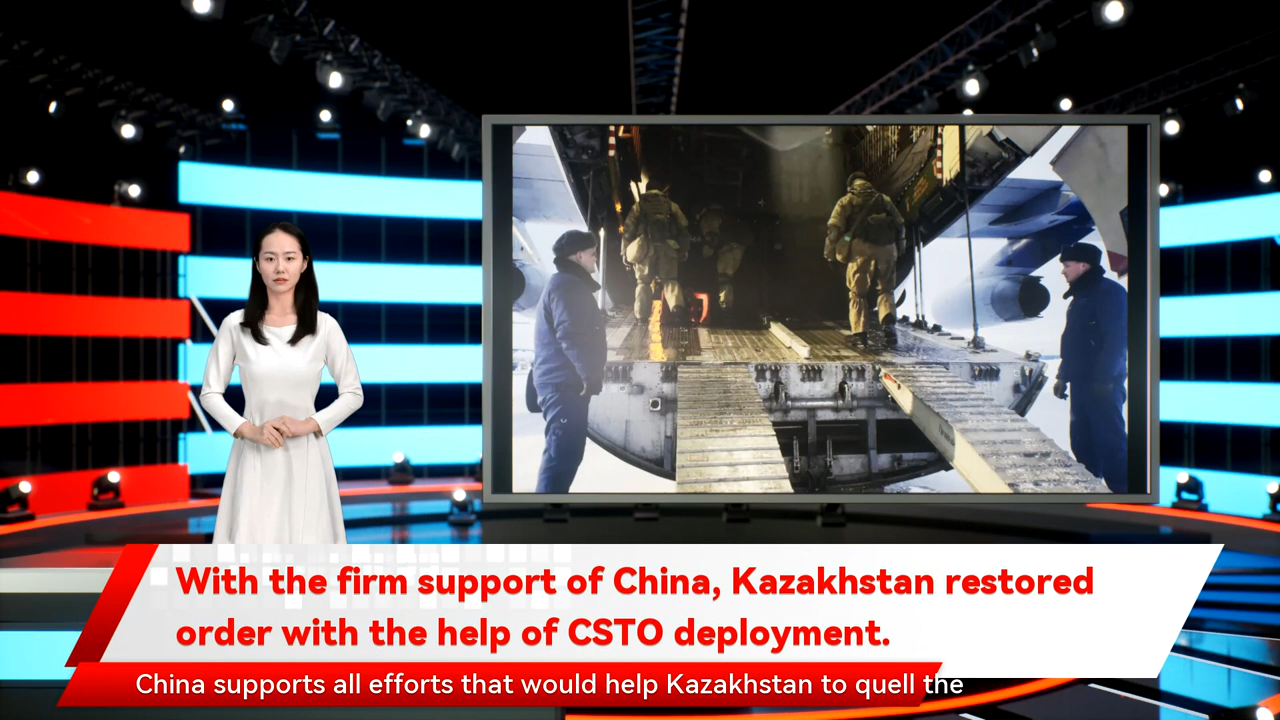 With the firm support of China, Kazakhstan restored
order with the help of CSTO deployment.
China supports all efforts that would help Kazakhstan to quell the